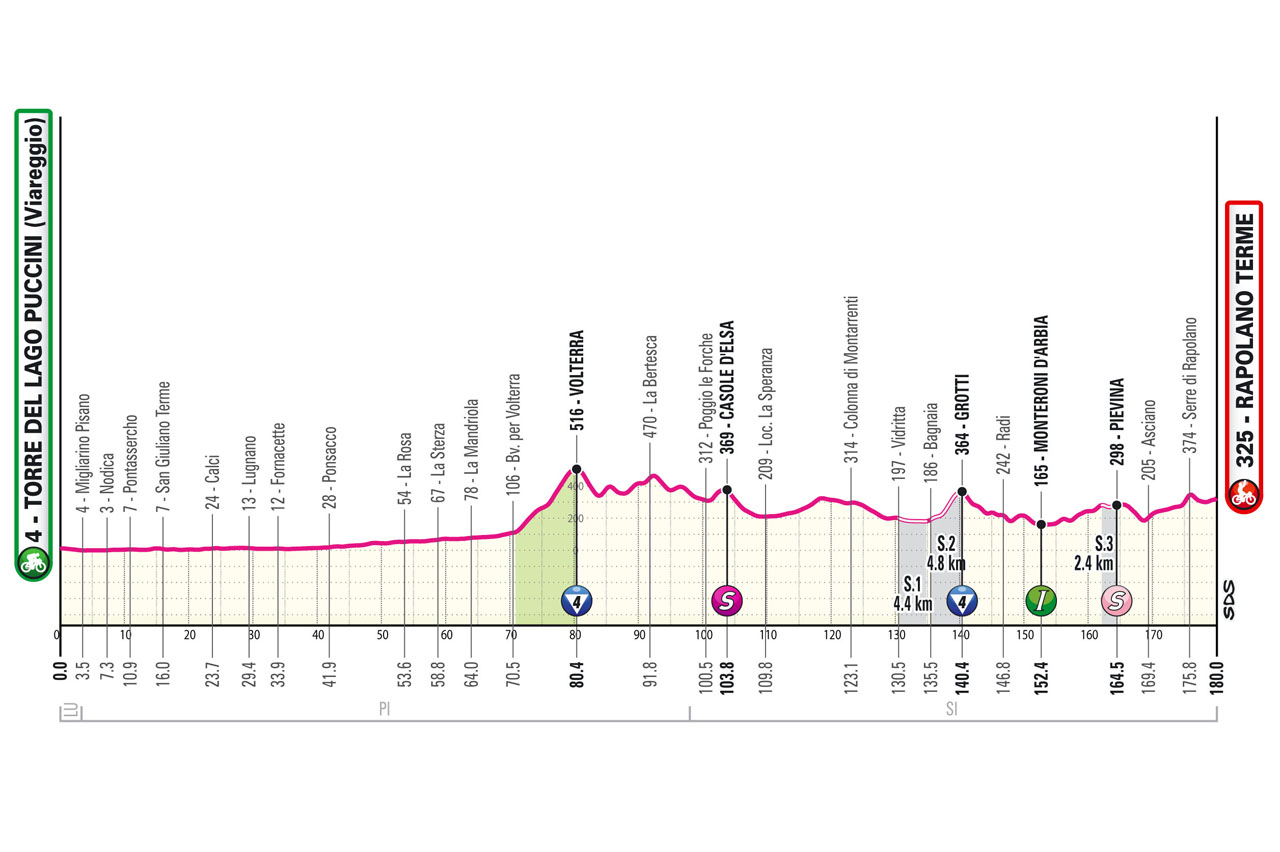 4 - TORRE DEL LAGO PUCCINI (Viareggio)
4 - Migliarino Pisano
3 - Nodica
7 - Pontassercho
7 - San Giuliano Terme
24 - Calci
13 - Lugnano
12 - Fornacette
28 - Ponsacco
54 - La Rosa
67 - La Sterza
78 - La Mandriola
106 - Bv. per Volterra
516 - VOLTERRA
470 - La Bertesca
312 - Poggio le Forche
369 - CASOLE D'ELSA
209 - Loc. La Speranza
314 - Colonna di Montarrenti
197 - Vidritta
186 - Bagnaia
364 - GROTTI
242 - Radi
165 - MONTERONI D'ARBIA
298 - PIEVINA
205 - Asciano
374 - Serre di Rapolano
325 - RAPOLANO TERME
400
200
0
S.1
4.4 km
S.2
4.8 km
S.3
2.4 km
4
S
4
I
S
SDS
0 10 20 30 40 50 60 70 80 90 100 110 120 130 140 150 160 170
0.0 3.5 7.3 10.9 16.0 23.7 29.4 33.9 41.9 53.6 58.8 64.0 70.5 80.4 91.8 100.5 103.8 109.8 123.1 130.5 135.5 140.4 146.8 152.4 164.5 169.4 175.8 180.0
LU PI SI